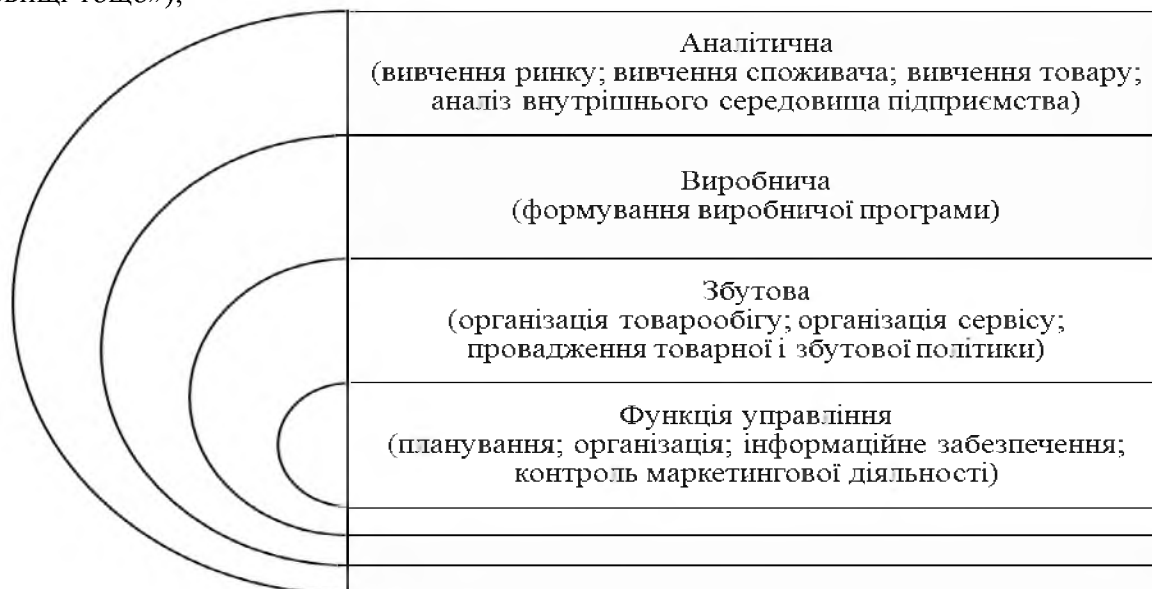 тощо»);
Аналітична
(вивчення ринку; вивчення споживача; вивчення товару;
аналіз внутрішнього середовища підприємства)
Виробнича
(формування виробничої програми)
Збутова
(організація товарообігу; організація сервісу;
провадження товарної і збутової політики)
Функція управління
(планування; організація; інформаційне забезпечення;
контроль маркетингової діяльності)